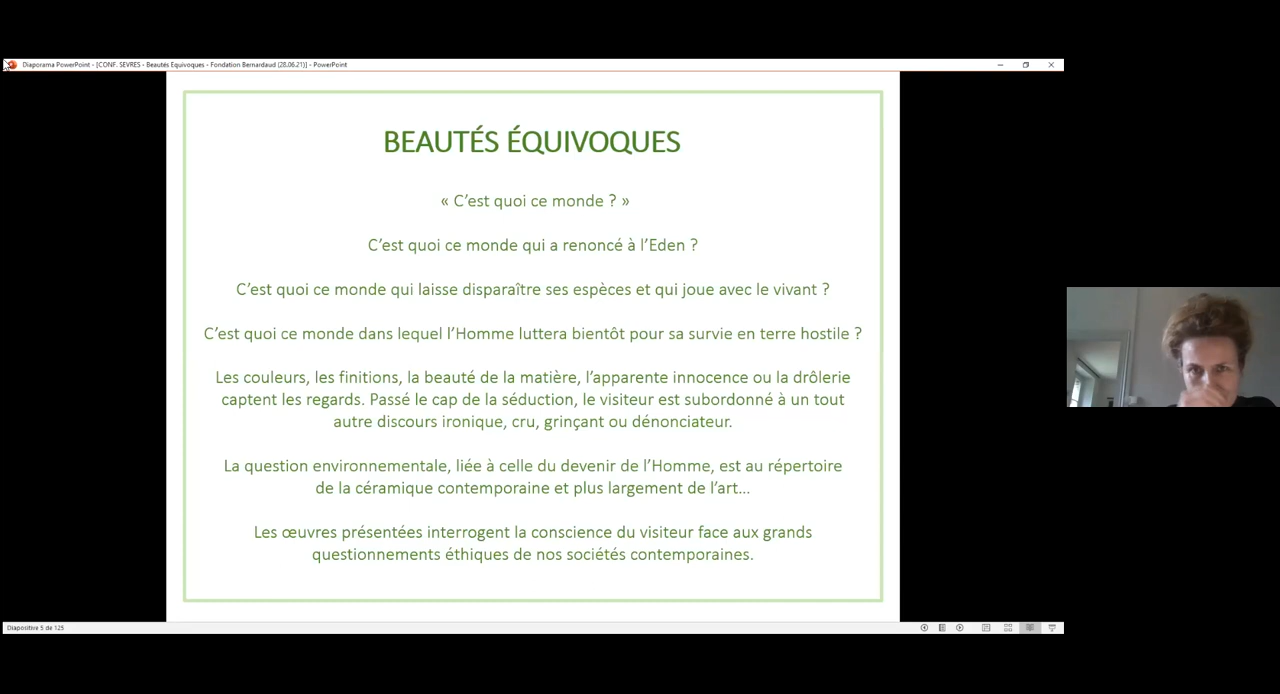 Diaporama PowerPoint - [CONF. SEVRES - Beautés Equivoques - Fondation Bernardaud (28.06.21)] - PowerPoint
BEAUTÉS ÉQUIVOQUES
« C’est quoi ce monde ? »
C’est quoi ce monde qui a renoncé à l’Eden ?
C’est quoi ce monde qui laisse disparaître ses espèces et qui joue avec le vivant ?
C’est quoi ce monde dans lequel l’Homme luttera bientôt pour sa survie en terre hostile ?
Les couleurs, les finitions, la beauté de la matière, l’apparente innocence ou la drôlerie
captent les regards. Passé le cap de la séduction, le visiteur est subordonné à un tout
autre discours ironique, cru, grinçant ou dénonciateur.
La question environnementale, liée à celle du devenir de l’Homme, est au répertoire
de la céramique contemporaine et plus largement de l’art…
Les œuvres présentées interrogent la conscience du visiteur face aux grands
questionnements éthiques de nos sociétés contemporaines.
Diapositive 5 de 125